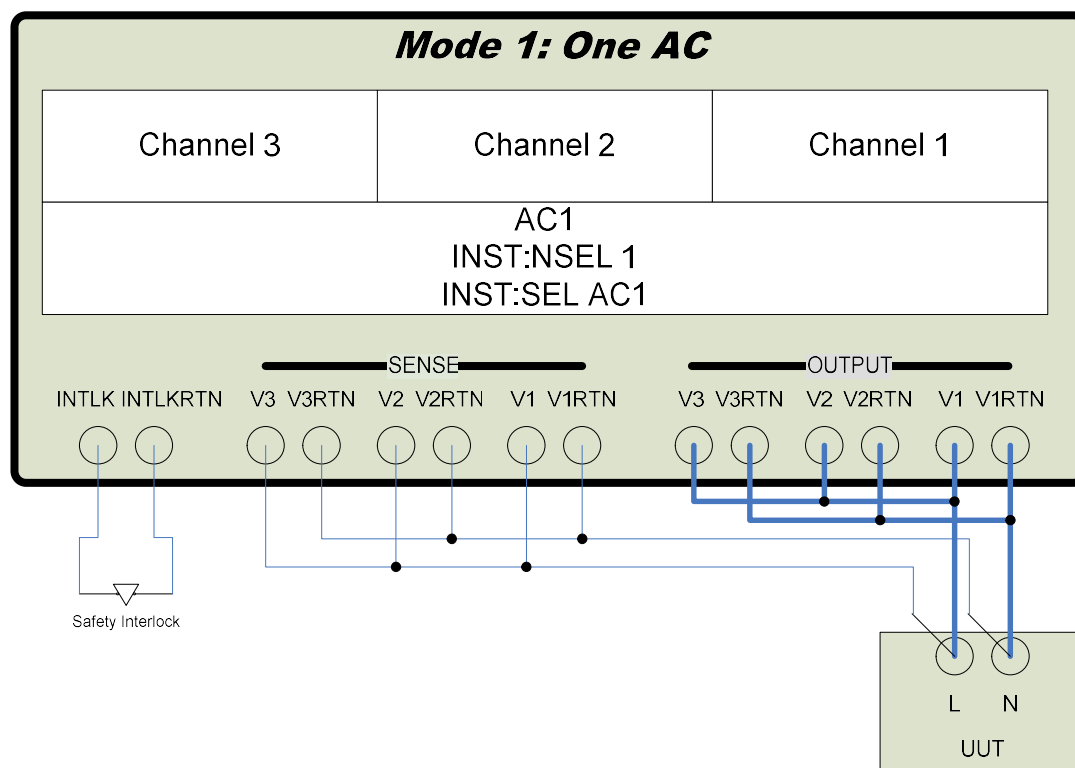 Mode 1: One AC
Channel 3 Channel 2 Channel 1
AC1
INST:NSEL 1
INST:SEL AC1
SENSE OUTPUT
INTLK INTLKRTN V3 V3RTN V2 V2RTN V1 V1RTN V3 V3RTN V2 V2RTN V1 V1RTN
Safety Interlock
L N
UUT